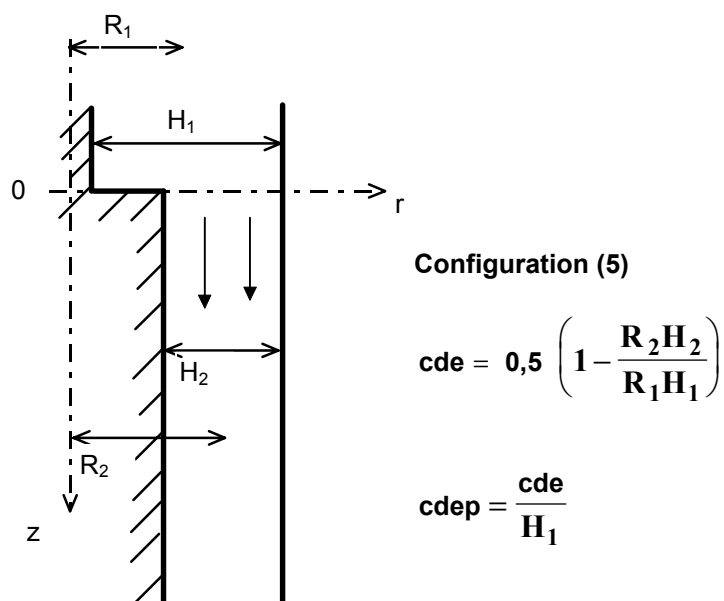 R₁
H₁
0
r
Configuration (5)
cde = 0,5 (1 − R₂H₂ / R₁H₁)
H₂
R₂
cdep = cde / H₁
z